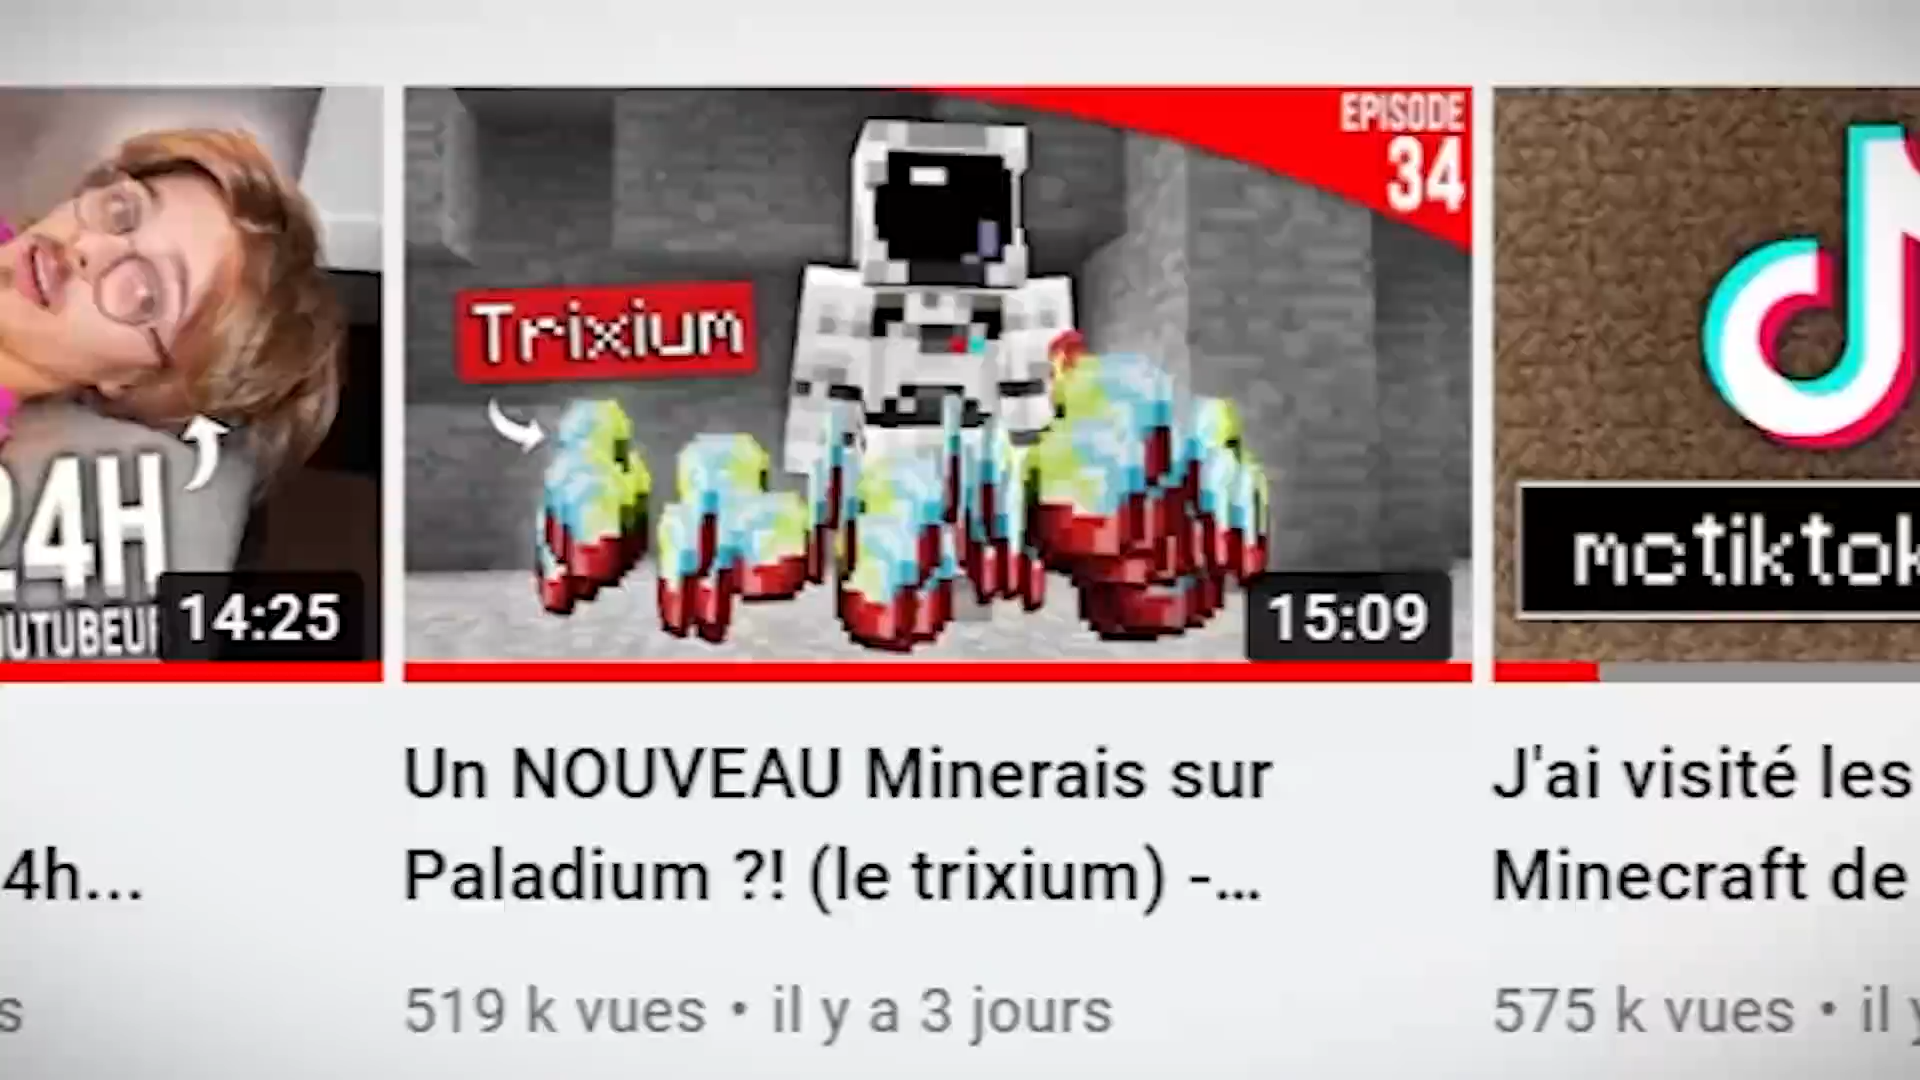 EPISODE
34
Trixium
24H
14:25
15:09
mctiktok
Un NOUVEAU Minerais sur
Paladium ?! (le trixium) -...
519 k vues • il y a 3 jours
4h...
s
J'ai visité les
Minecraft de
575 k vues • il y